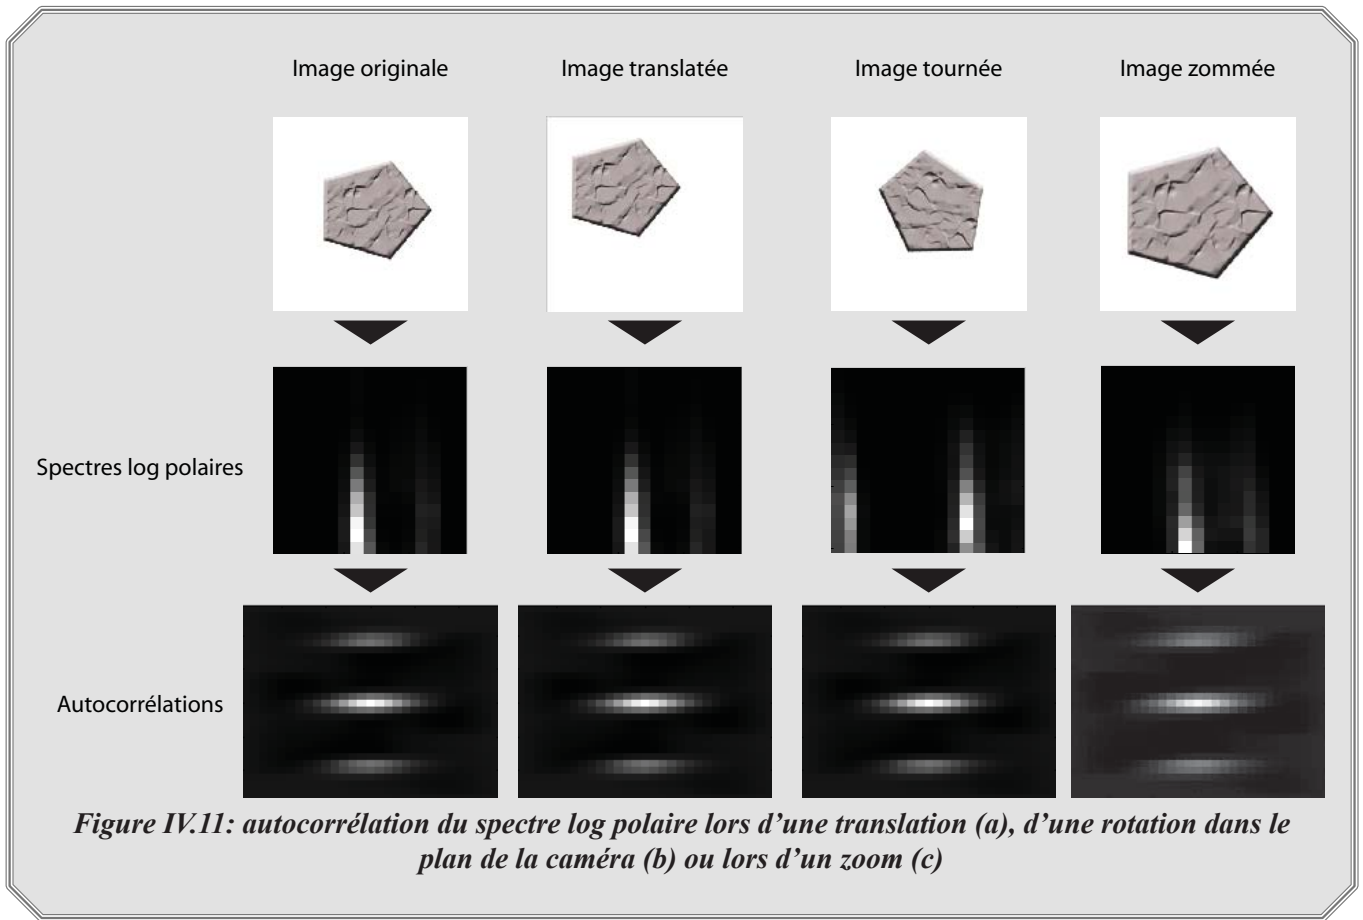 Image originale
Image translatée
Image tournée
Image zommée
Spectres log polaires
Autocorrélations
Figure IV.11: autocorrélation du spectre log polaire lors d’une translation (a), d’une rotation dans le
plan de la caméra (b) ou lors d’un zoom (c)